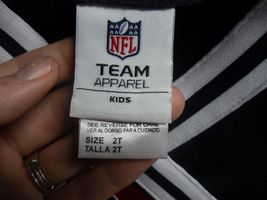 NFL
TEAM
APPAREL
KIDS
SEE REVERSE FOR CARE
VER AL DORSO PARA CUIDADO
SIZE 2T
TALLA 2T